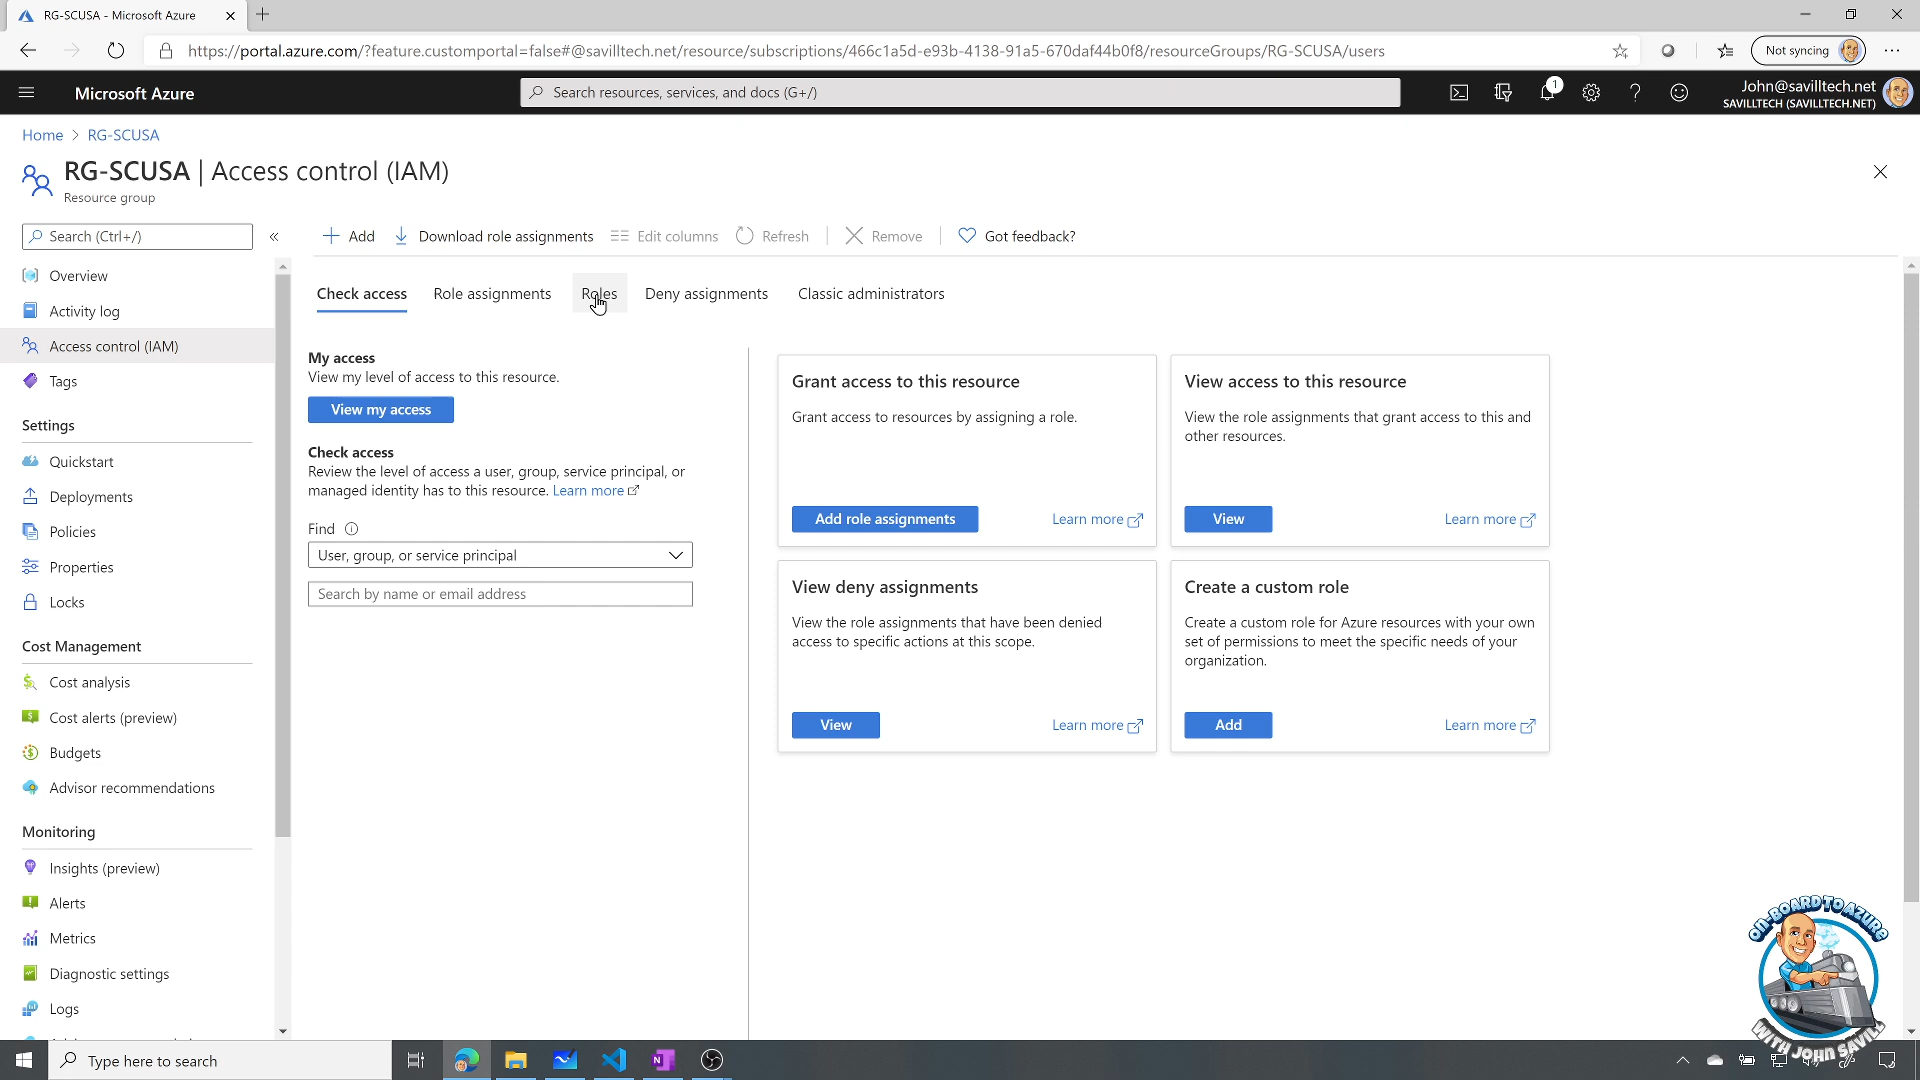 RG-SCUSA - Microsoft Azure
https://portal.azure.com/?feature.customportal=false#@savilltech.net/resource/subscriptions/466c1a5d-e93b-4138-91a5-670daf44b0f8/resourceGroups/RG-SCUSA/users
Not syncing
Microsoft Azure
Search resources, services, and docs (G+/)
1
John@savilltech.net
SAVILLTECH (SAVILLTECH.NET)
Home > RG-SCUSA
RG-SCUSA | Access control (IAM)
Resource group
Search (Ctrl+/)
Add
Download role assignments
Edit columns
Refresh
Remove
Got feedback?
Overview
Activity log
Access control (IAM)
Tags
Settings
Quickstart
Deployments
Policies
Properties
Locks
Cost Management
Cost analysis
Cost alerts (preview)
Budgets
Advisor recommendations
Monitoring
Insights (preview)
Alerts
Metrics
Diagnostic settings
Logs
Check access
Role assignments
Roles
Deny assignments
Classic administrators
My access
View my level of access to this resource.
View my access
Check access
Review the level of access a user, group, service principal, or
managed identity has to this resource. Learn more
Find
User, group, or service principal
Search by name or email address
Grant access to this resource
Grant access to resources by assigning a role.
Add role assignments
Learn more
View access to this resource
View the role assignments that grant access to this and
other resources.
View
Learn more
View deny assignments
View the role assignments that have been denied
access to specific actions at this scope.
View
Learn more
Create a custom role
Create a custom role for Azure resources with your own
set of permissions to meet the specific needs of your
organization.
Add
Learn more
ON-BOARD TO AZURE
WITH JOHN SAVILL
Type here to search